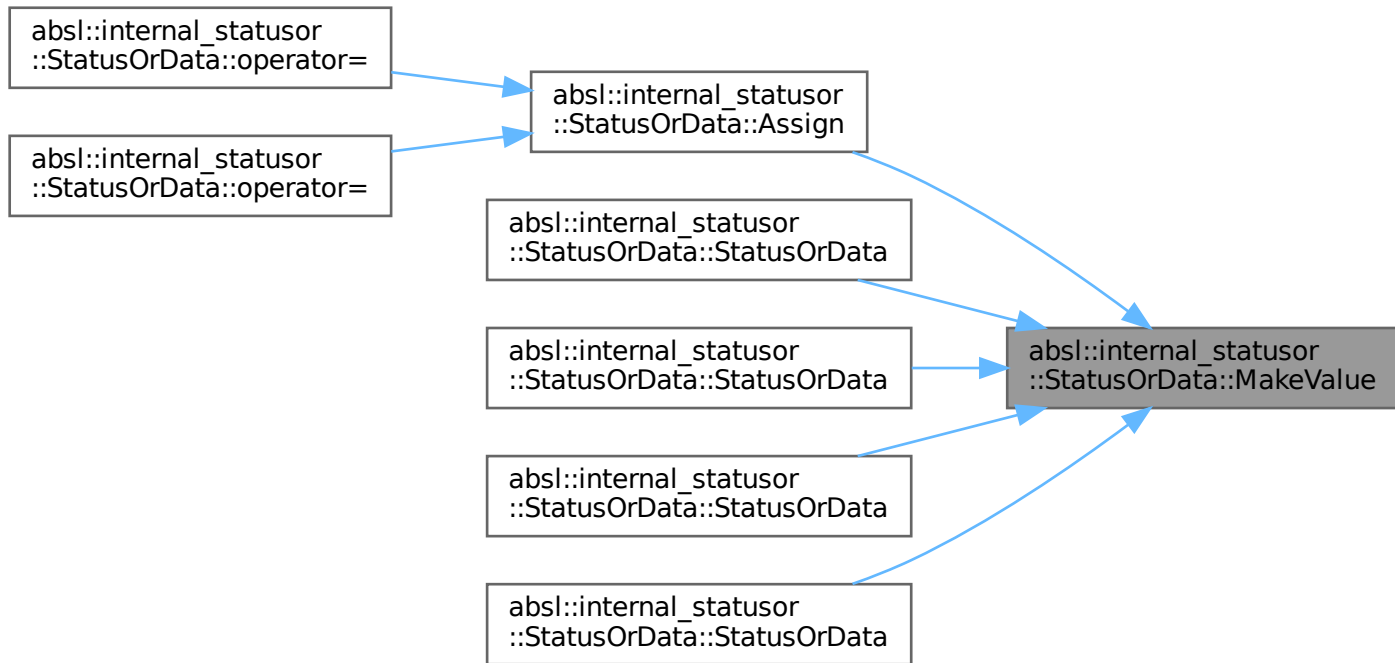 absl::internal_statusor
::StatusOrData::operator=
absl::internal_statusor
::StatusOrData::operator=
absl::internal_statusor
::StatusOrData::Assign
absl::internal_statusor
::StatusOrData::StatusOrData
absl::internal_statusor
::StatusOrData::StatusOrData
absl::internal_statusor
::StatusOrData::StatusOrData
absl::internal_statusor
::StatusOrData::StatusOrData
absl::internal_statusor
::StatusOrData::MakeValue